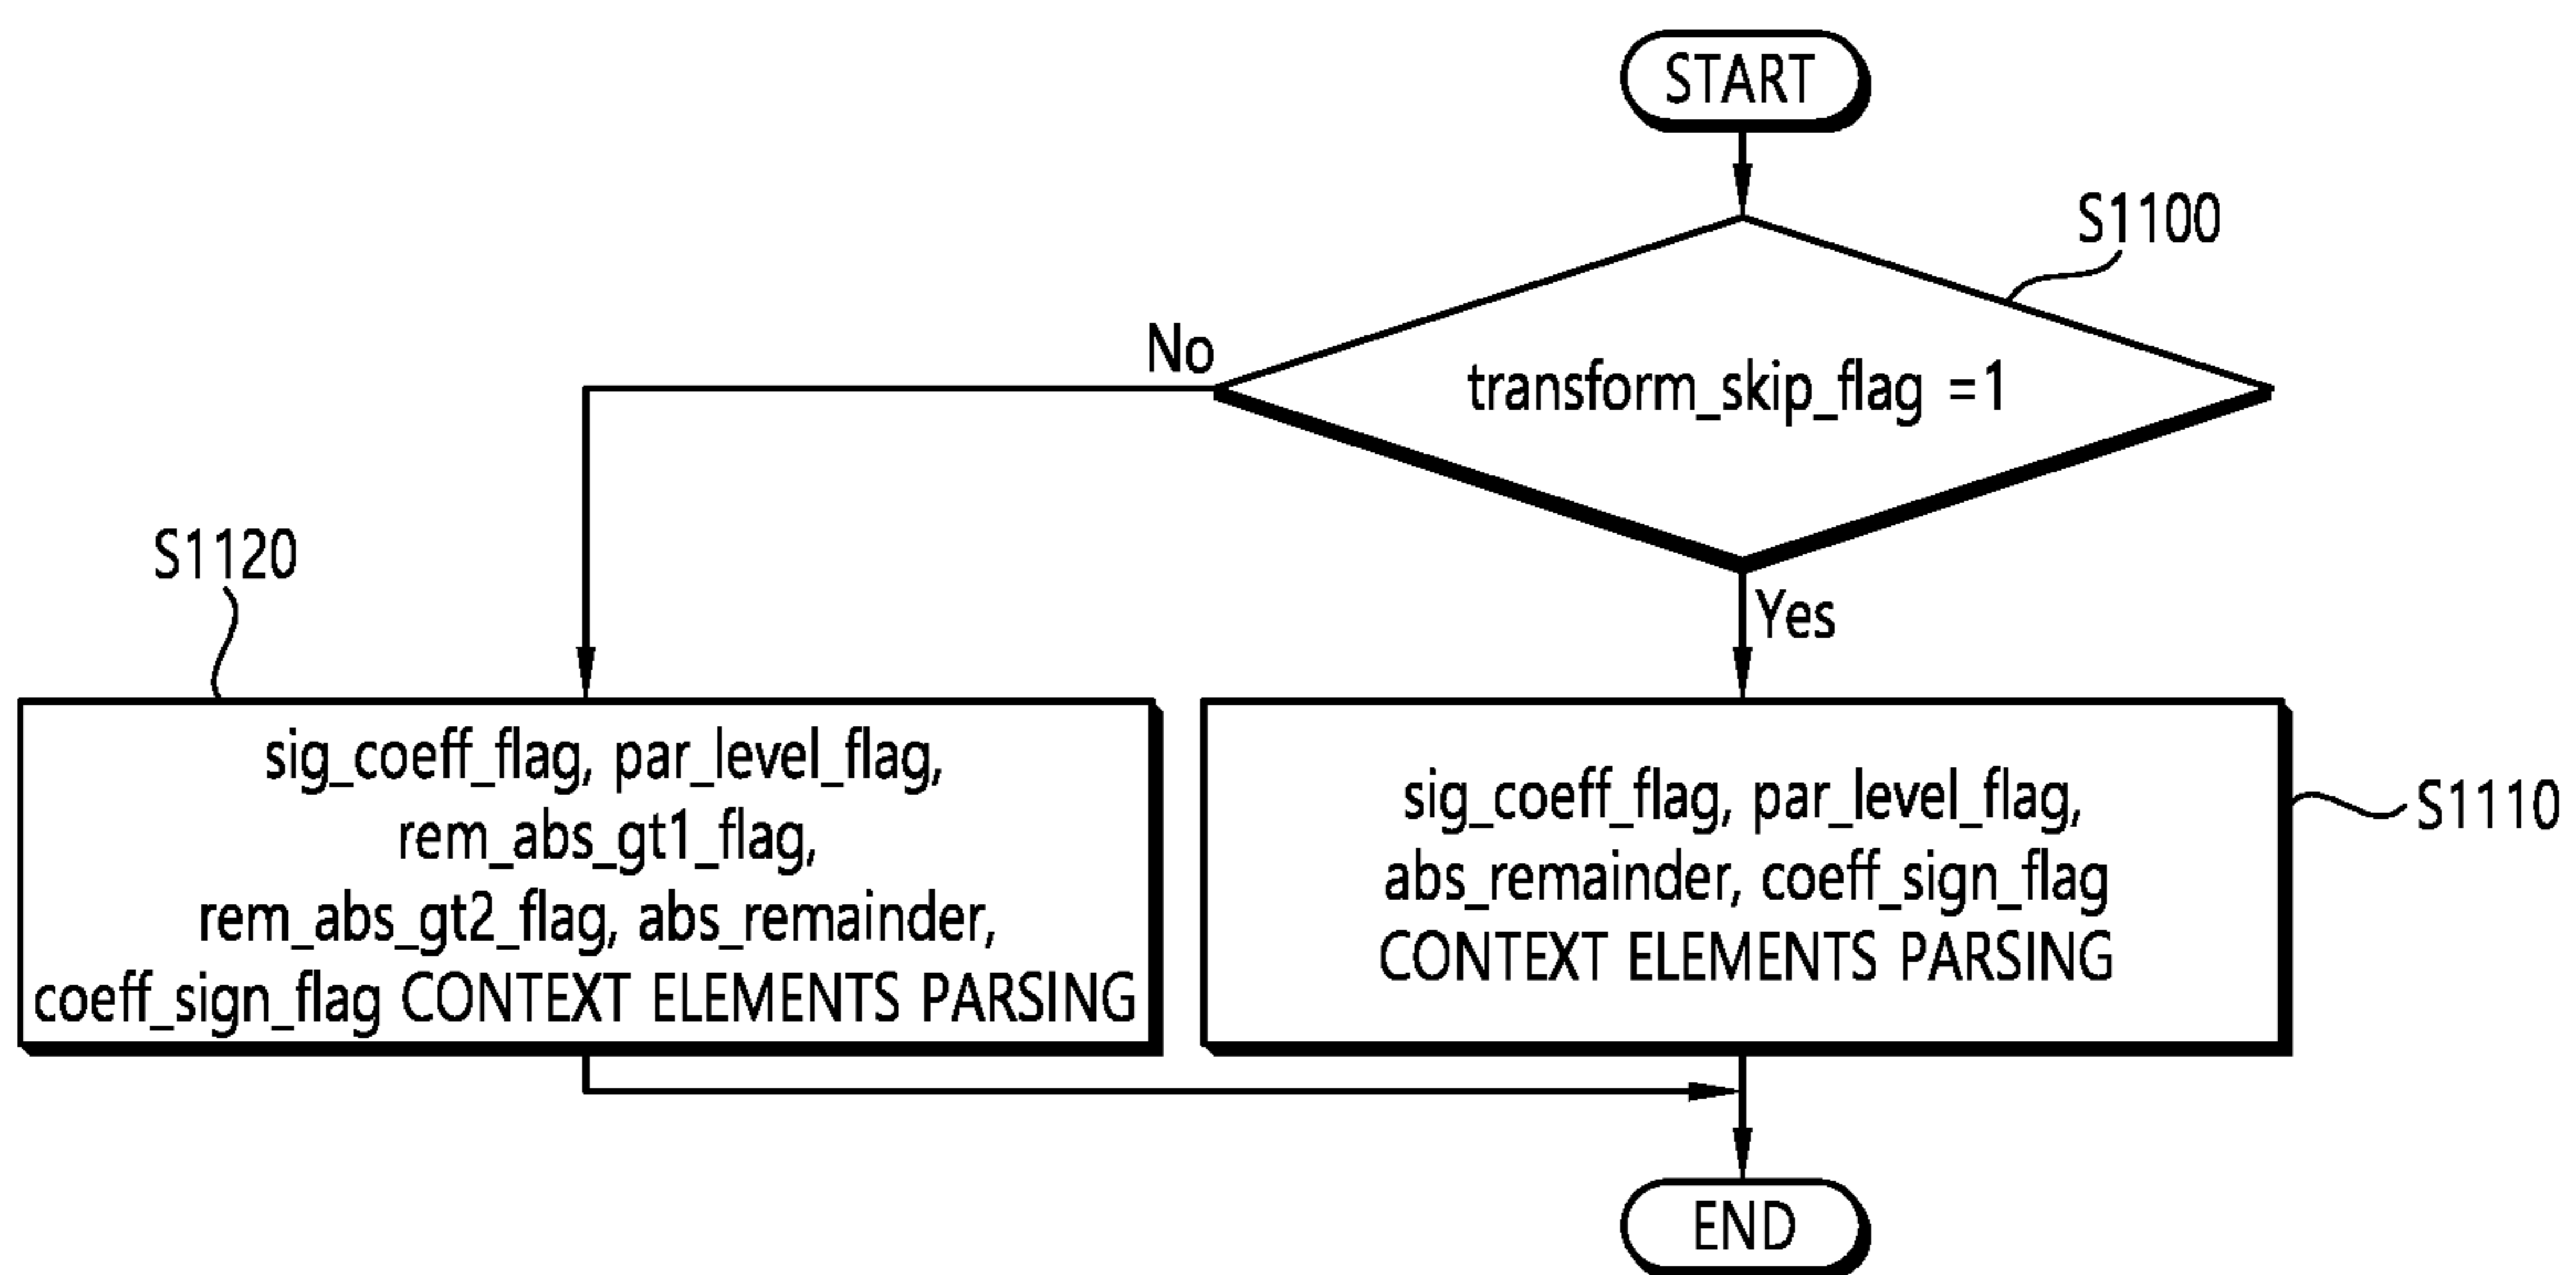 START
S1100
No
transform_skip_flag =1
Yes
S1120
sig_coeff_flag, par_level_flag,
rem_abs_gt1_flag,
rem_abs_gt2_flag, abs_remainder,
coeff_sign_flag CONTEXT ELEMENTS PARSING
sig_coeff_flag, par_level_flag,
abs_remainder, coeff_sign_flag
CONTEXT ELEMENTS PARSING
S1110
END